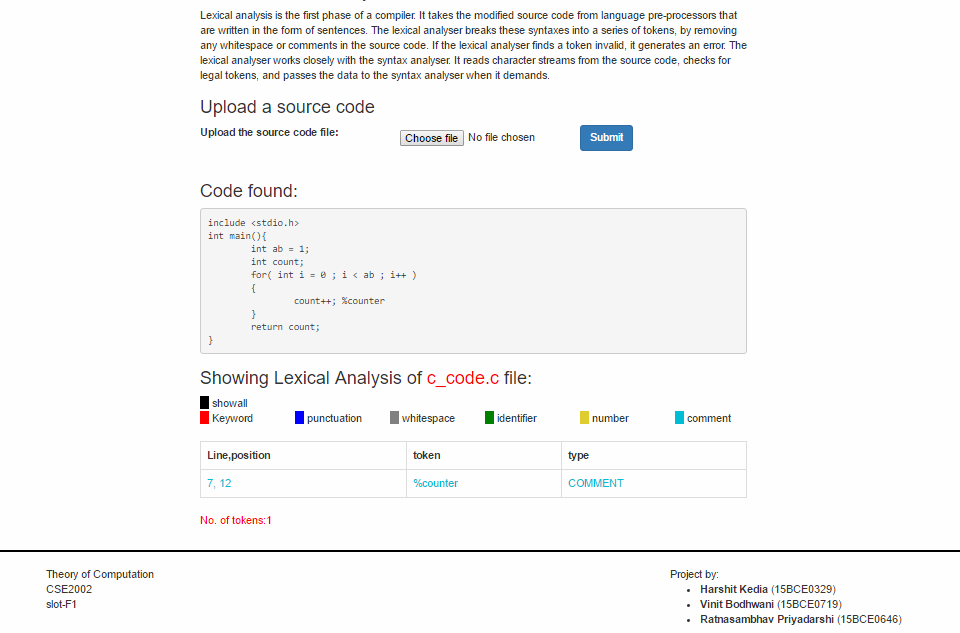 Lexical analysis is the first phase of a compiler. It takes the modified source code from language pre-processors that
are written in the form of sentences. The lexical analyser breaks these syntaxes into a series of tokens, by removing
any whitespace or comments in the source code. If the lexical analyser finds a token invalid, it generates an error. The
lexical analyser works closely with the syntax analyser. It reads character streams from the source code, checks for
legal tokens, and passes the data to the syntax analyser when it demands.
Upload a source code
Upload the source code file: Choose file No file chosen Submit
Code found:
include <stdio.h>
int main(){
int ab = 1;
int count;
for( int i = 0 ; i < ab ; i++ )
{
count++; %counter
}
return count;
}
Showing Lexical Analysis of c_code.c file:
showall
Keyword punctuation whitespace identifier number comment
Line,position token type
7, 12 %counter COMMENT
No. of tokens:1
Theory of Computation
CSE2002
slot-F1
Project by:
• Harshit Kedia (15BCE0329)
• Vinit Bodhwani (15BCE0719)
• Ratnasambhav Priyadarshi (15BCE0646)